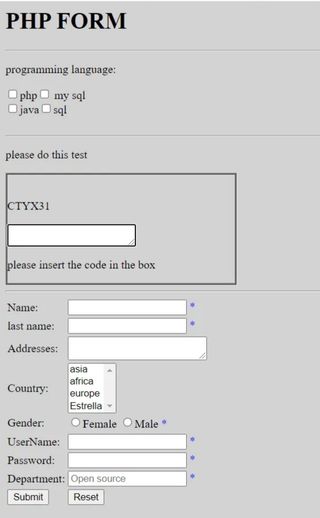 PHP FORM
programming language:
php my sql
java sql
please do this test
CTYX31
please insert the code in the box
Name: *
last name: *
Addresses:
Country: asia
africa
europe
Estrella
Gender: Female Male *
UserName: *
Password: *
Department: Open source *
Submit Reset